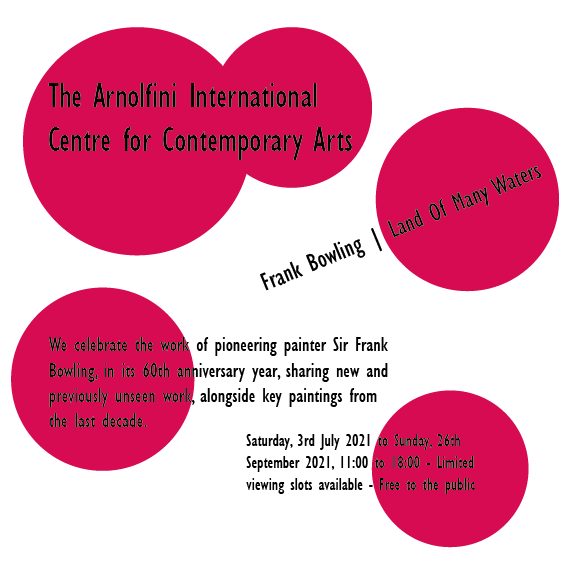 The Arnolfini International
Centre for Contemporary Arts
Frank Bowling | Land Of Many Waters
We celebrate the work of pioneering painter Sir Frank
Bowling, in its 60th anniversary year, sharing new and
previously unseen work, alongside key paintings from
the last decade.
Saturday, 3rd July 2021 to Sunday, 26th
September 2021, 11:00 to 18:00 - Limited
viewing slots available - Free to the public